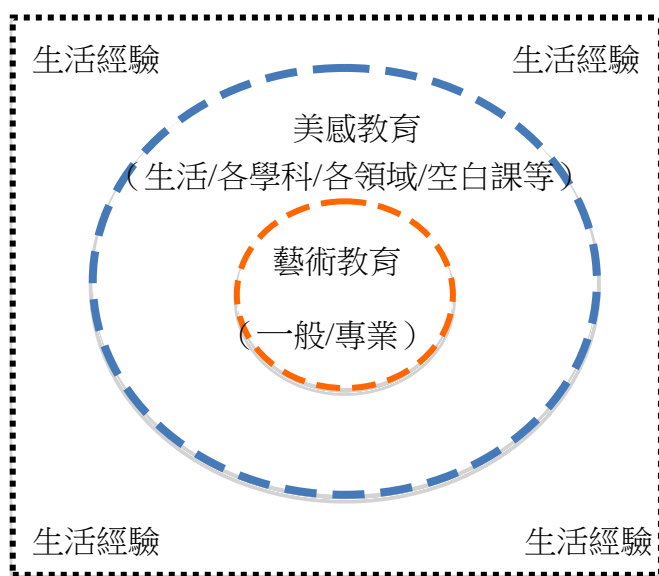 生活經驗
生活經驗
美感教育
（生活/各學科/各領域/空白課等）
藝術教育
（一般/專業）
生活經驗
生活經驗